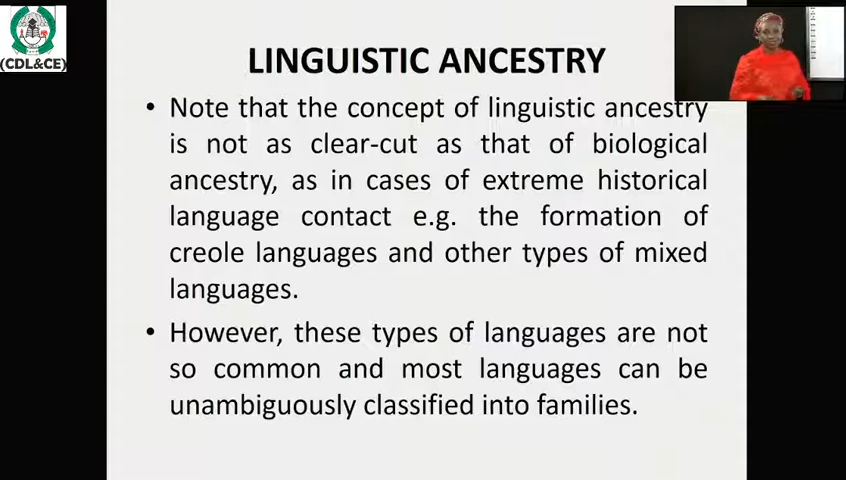 (CDL&CE)
LINGUISTIC ANCESTRY
• Note that the concept of linguistic ancestry
is not as clear-cut as that of biological
ancestry, as in cases of extreme historical
language contact e.g. the formation of
creole languages and other types of mixed
languages.
• However, these types of languages are not
so common and most languages can be
unambiguously classified into families.